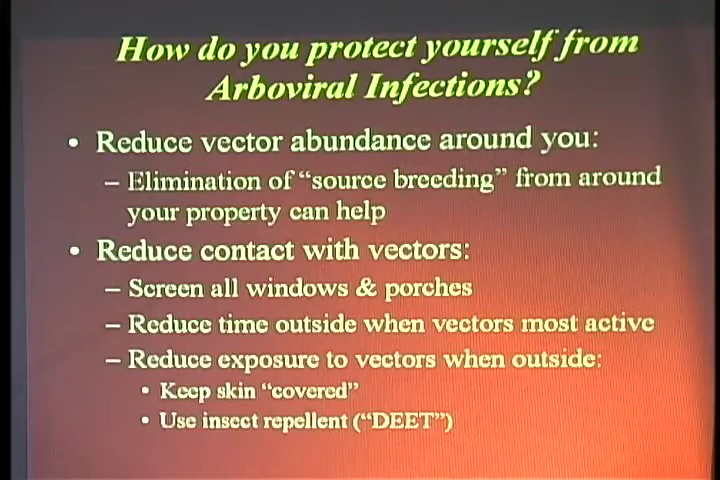 How do you protect yourself from
Arboviral Infections?
• Reduce vector abundance around you:
– Elimination of “source breeding” from around
your property can help
• Reduce contact with vectors:
– Screen all windows & porches
– Reduce time outside when vectors most active
– Reduce exposure to vectors when outside:
• Keep skin “covered”
• Use insect repellent (“DEET”)